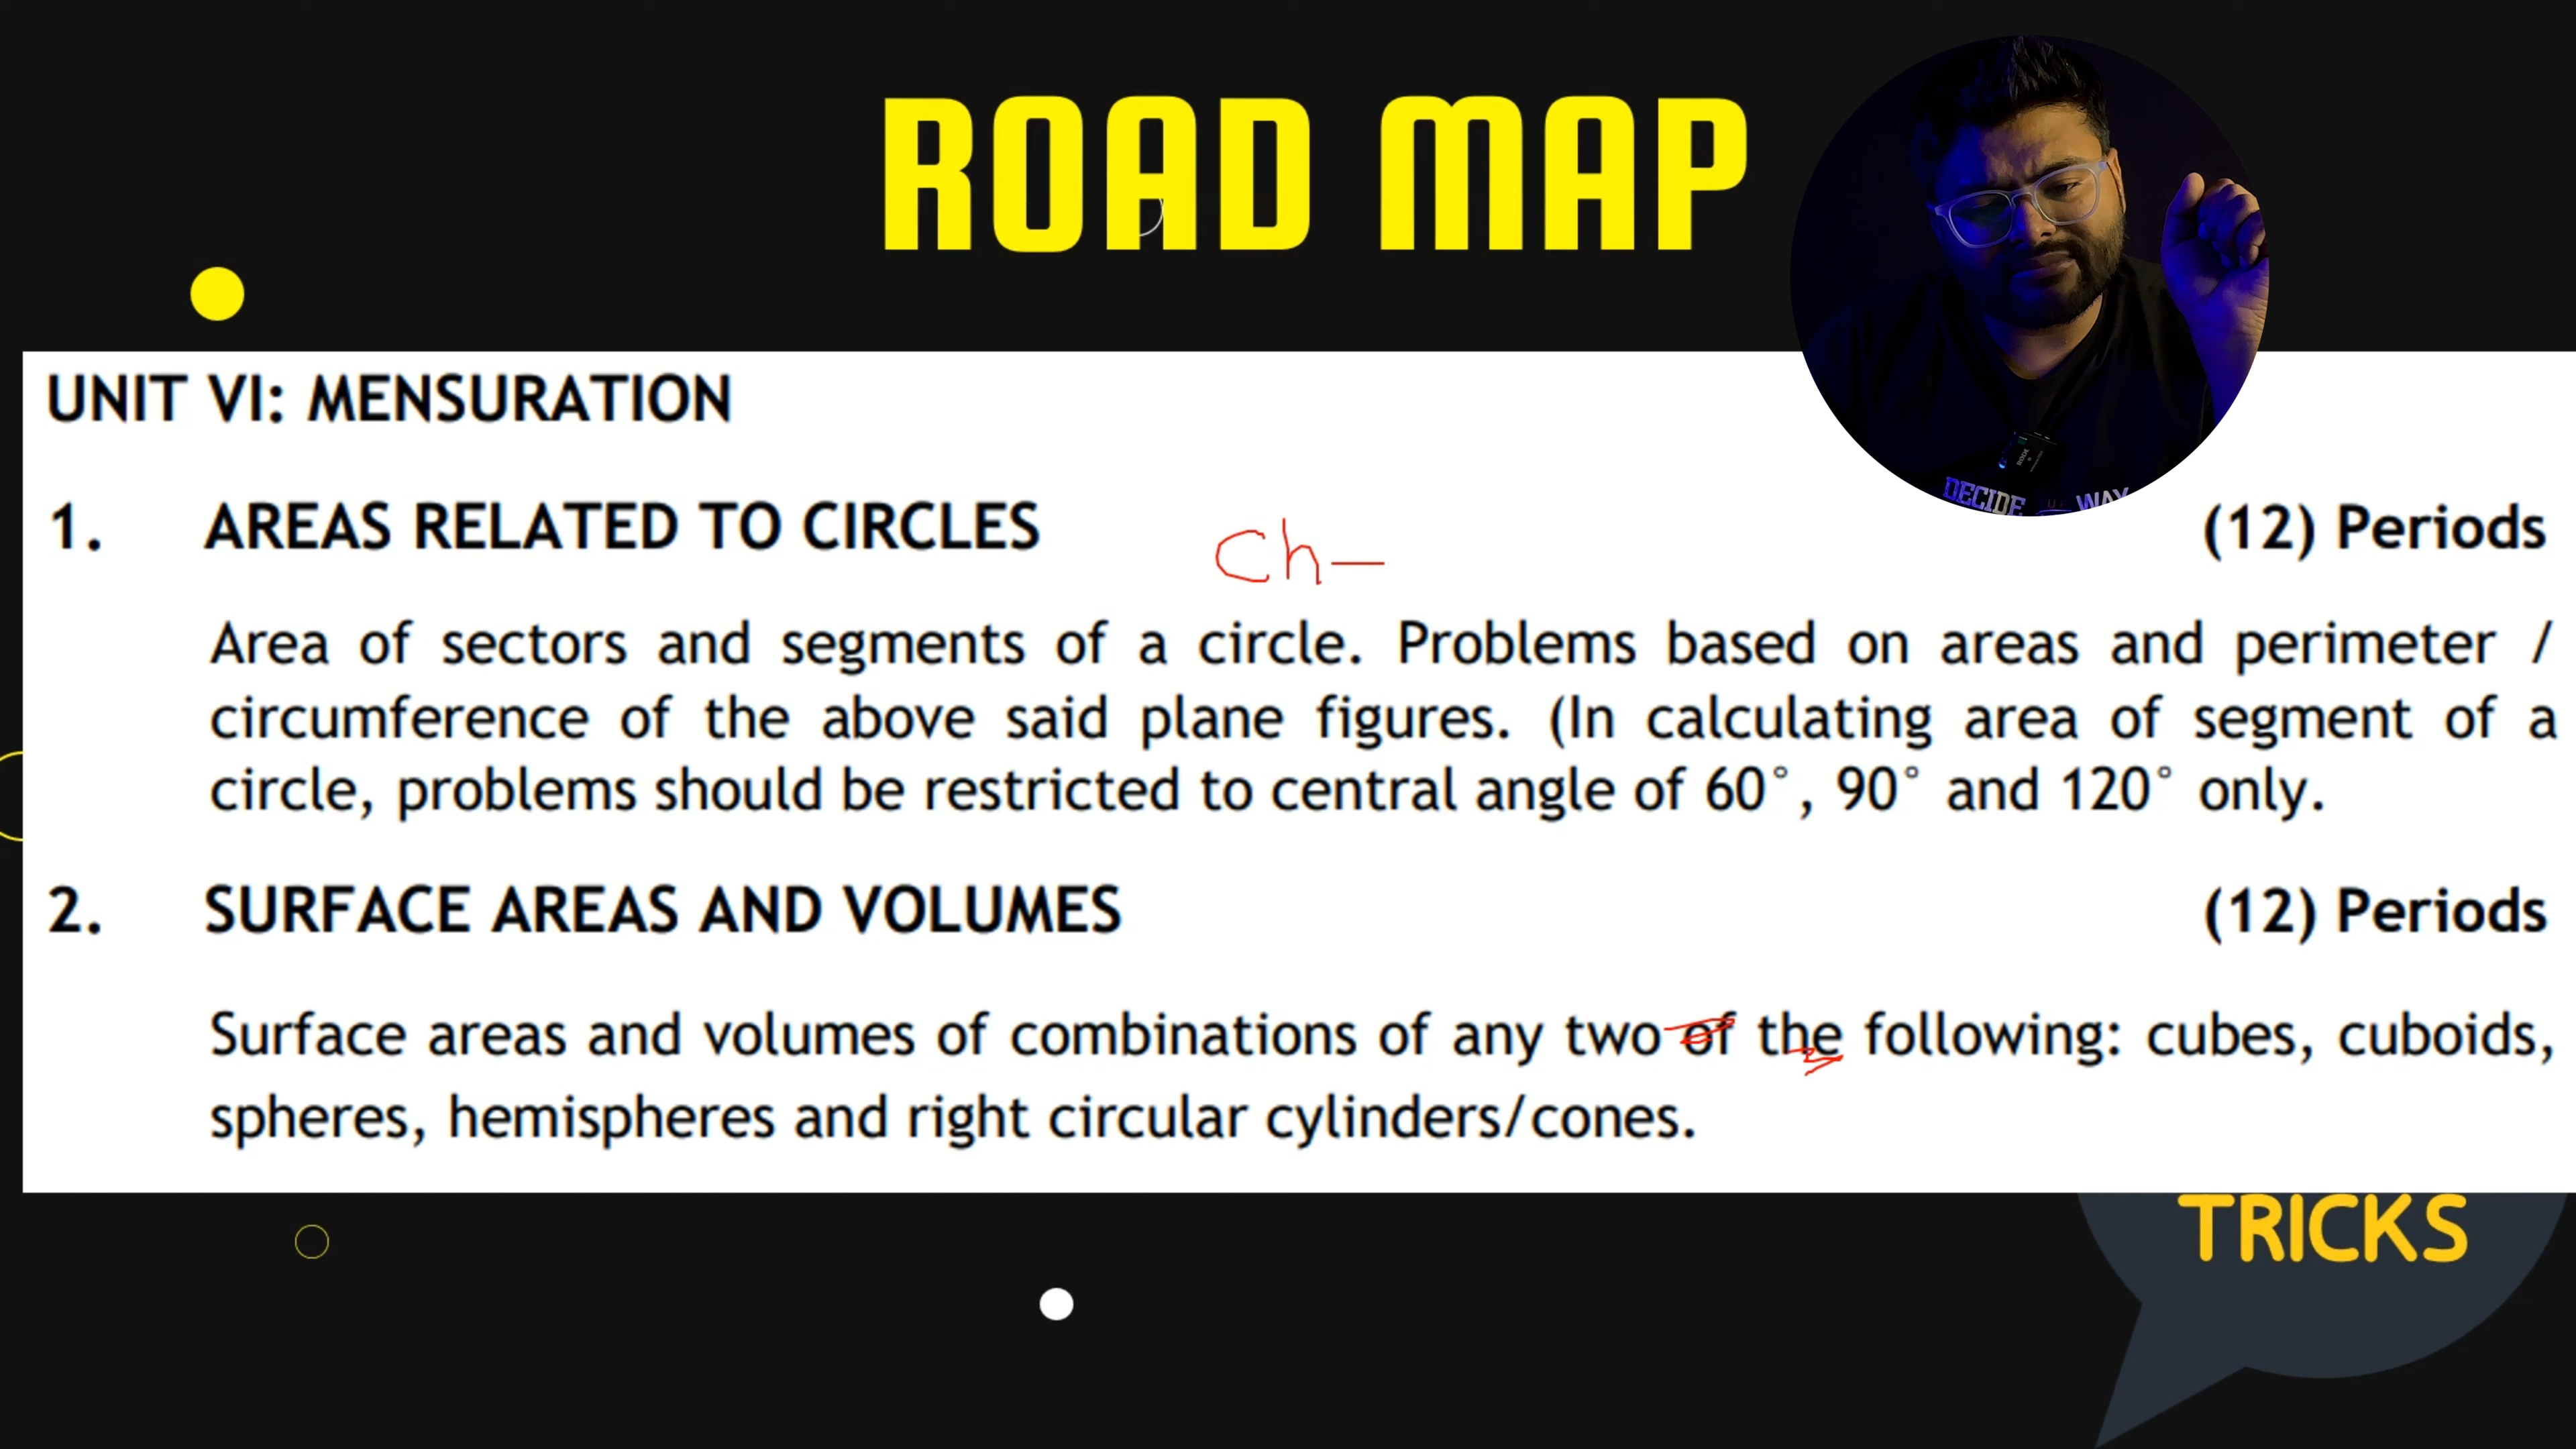 ROAD MAP
DECIDE WAY
UNIT VI: MENSURATION
1. AREAS RELATED TO CIRCLES (12) Periods
Ch-
Area of sectors and segments of a circle. Problems based on areas and perimeter /
circumference of the above said plane figures. (In calculating area of segment of a
circle, problems should be restricted to central angle of 60°, 90° and 120° only.
2. SURFACE AREAS AND VOLUMES (12) Periods
Surface areas and volumes of combinations of any two of the following: cubes, cuboids,
spheres, hemispheres and right circular cylinders/cones.
TRICKS